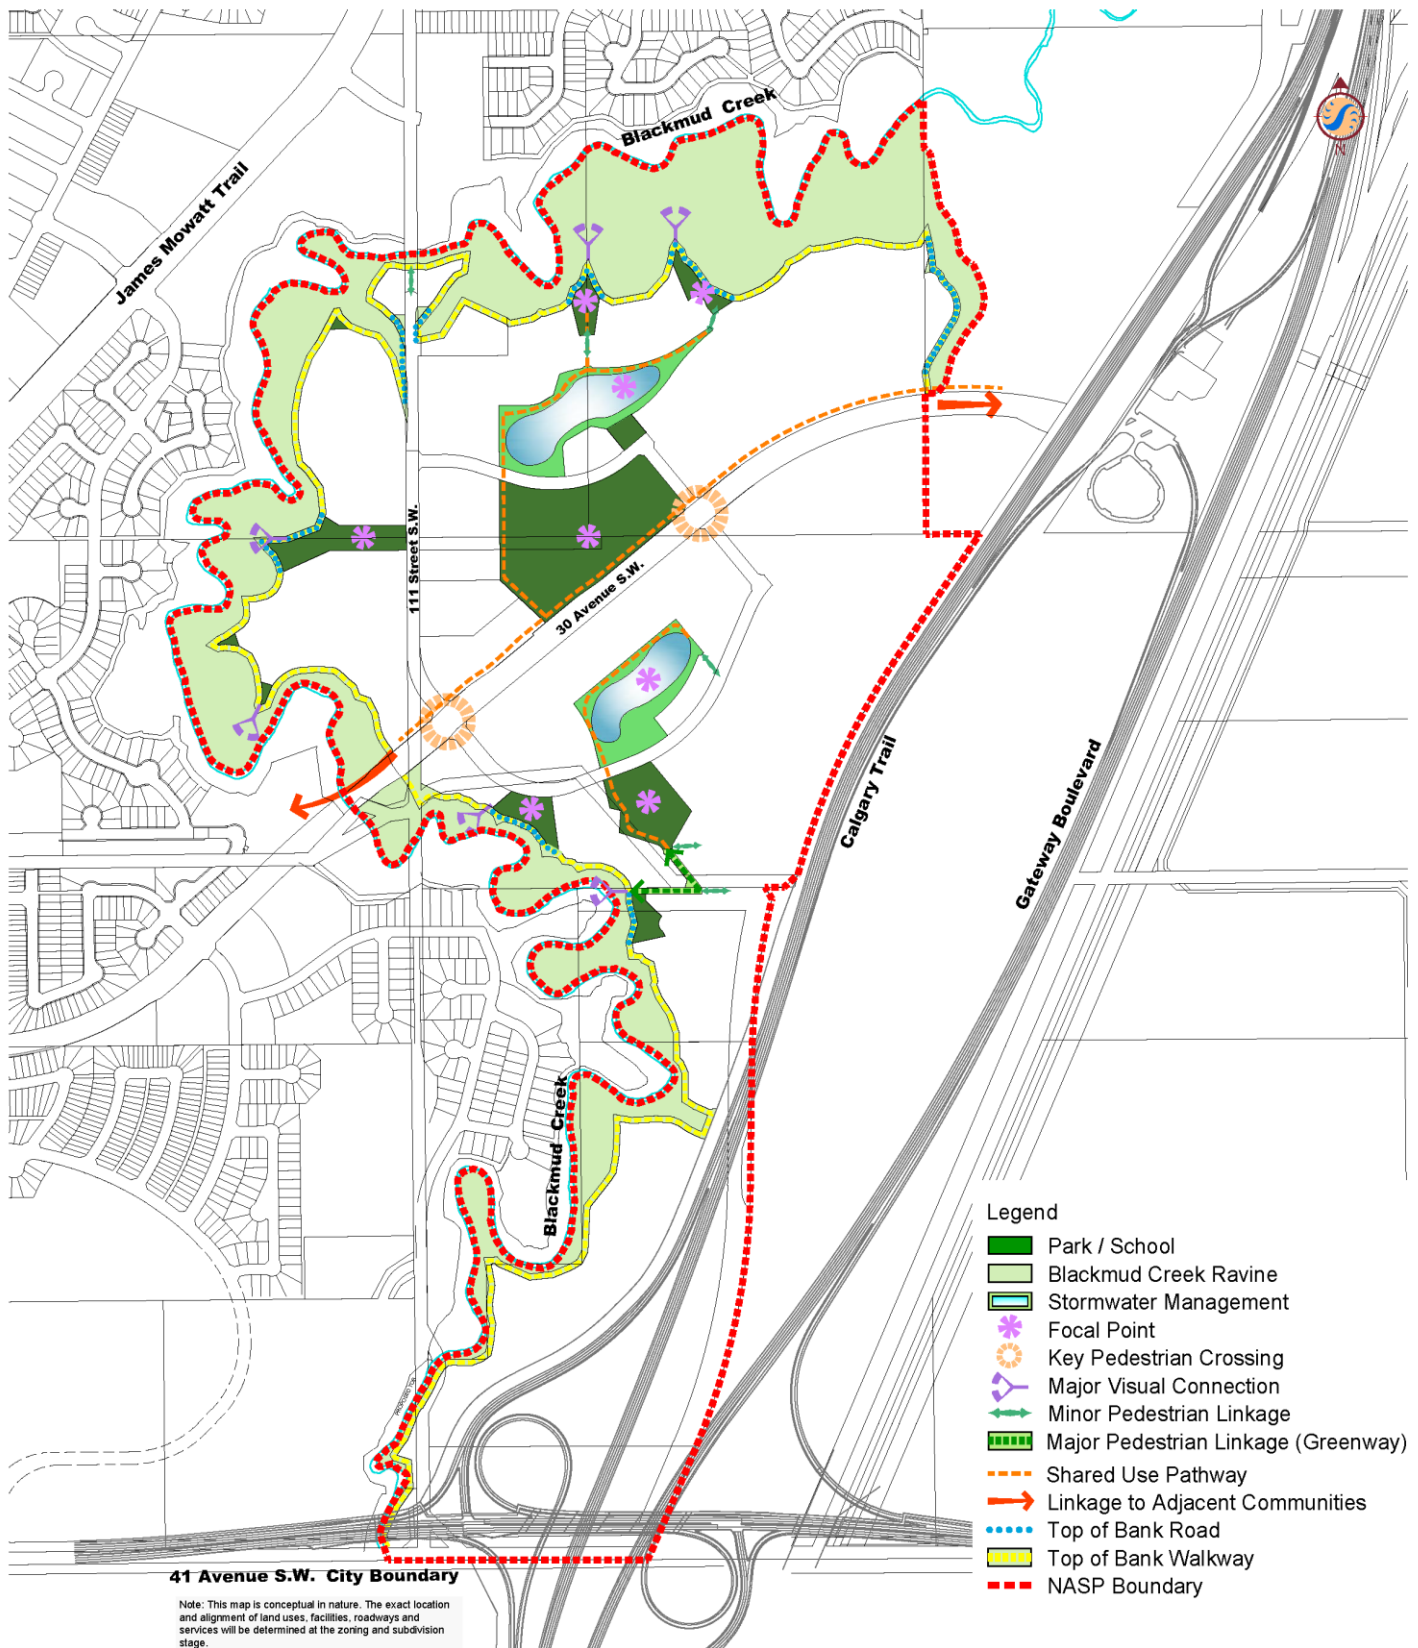 Blackmud Creek
James Mowatt Trail
N
111 Street S.W.
30 Avenue S.W.
Calgary Trail
Gateway Boulevard
Blackmud Creek
PROPOSED TOP
41 Avenue S.W. City Boundary
Note: This map is conceptual in nature. The exact location
and alignment of land uses, facilities, roadways and
services will be determined at the zoning and subdivision
stage.
Legend
Park / School
Blackmud Creek Ravine
Stormwater Management
Focal Point
Key Pedestrian Crossing
Major Visual Connection
Minor Pedestrian Linkage
Major Pedestrian Linkage (Greenway)
Shared Use Pathway
Linkage to Adjacent Communities
Top of Bank Road
Top of Bank Walkway
NASP Boundary